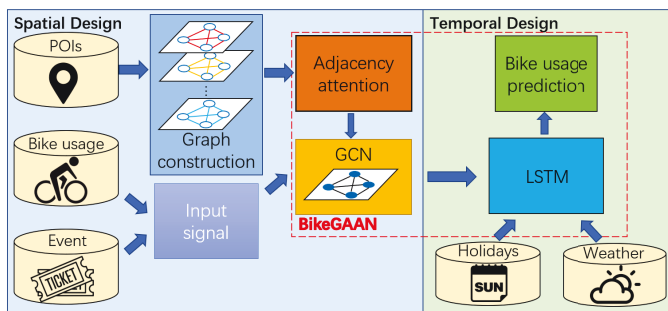 Spatial Design
Temporal Design
POIs
Graph
construction
Adjacency
attention
Bike usage
prediction
Bike usage
Input
signal
GCN
LSTM
BikeGAAN
Event
TICKET
Holidays
SUN
Weather